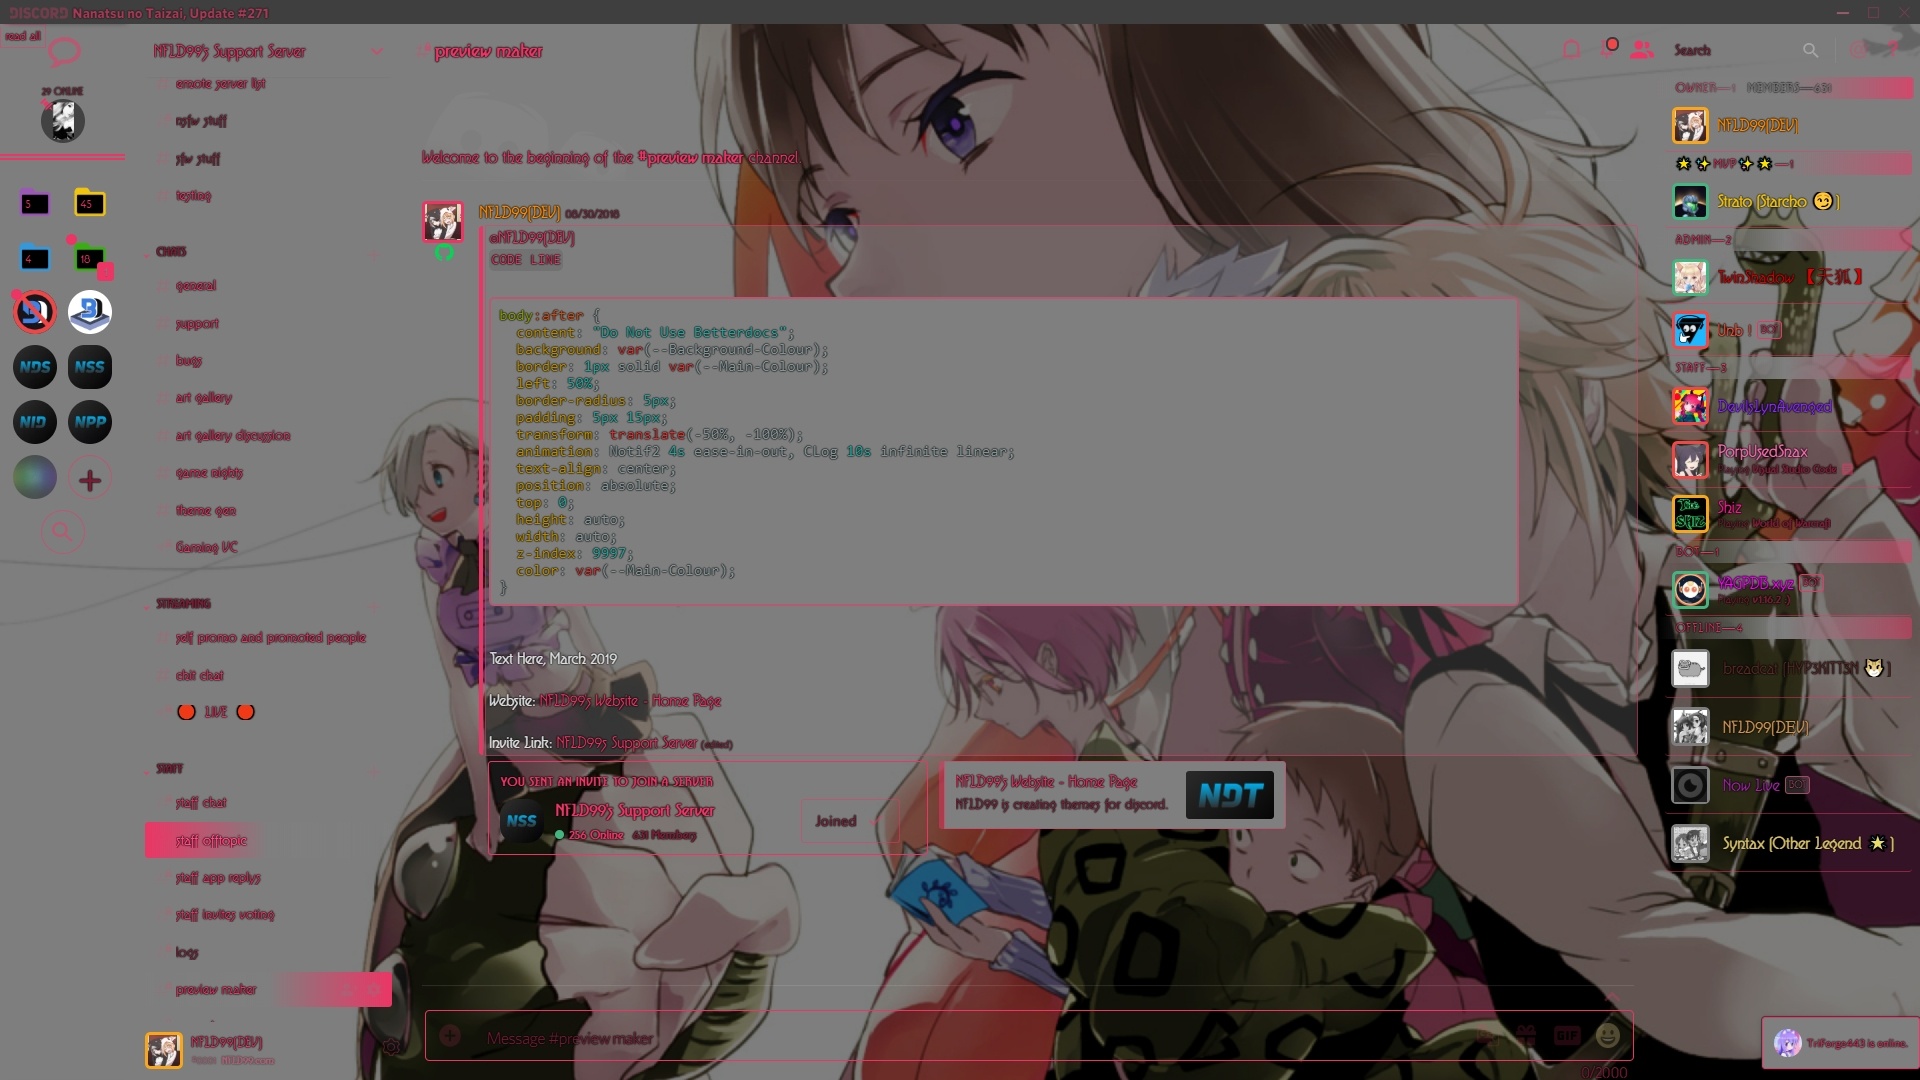 DISCORD Nanatsu no Taizai, Update #271
read all
29 ONLINE
5
45
4
18
NDS
NSS
NID
NPP
NFLD99's Support Server
emote server list
nsfw stuff
sfw stuff
testing
CHATS
general
support
bugs
art gallery
art gallery discussion
game nights
theme gen
Gaming VC
STREAMING
self promo and promoted people
chit chat
LIVE
STAFF
staff chat
staff offtopic
staff app replys
staff invites voting
logs
preview maker
NFLD99[DEV]
NFLD99.com
preview maker
Welcome to the beginning of the #preview maker channel.
NFLD99[DEV] 08/30/2018
@NFLD99[DEV]
CODE LINE
body:after {
content: "Do Not Use Betterdocs";
background: var(--Background-Colour);
border: 1px solid var(--Main-Colour);
left: 50%;
border-radius: 5px;
padding: 5px 15px;
transform: translate(-50%, -100%);
animation: Notif2 4s ease-in-out, CLog 10s infinite linear;
text-align: center;
position: absolute;
top: 0;
height: auto;
width: auto;
z-index: 9997;
color: var(--Main-Colour);
}
Text Here, March 2019
Website: NFLD99's Website - Home Page
Invite Link: NFLD99's Support Server (edited)
YOU SENT AN INVITE TO JOIN A SERVER
NSS
NFLD99's Support Server
256 Online 631 Members
Joined
NFLD99's Website - Home Page
NFLD99 is creating themes for discord.
NDT
Message #preview maker
GIF
0/2000
Search
OWNER—1 MEMBERS—631
NFLD99[DEV]
MVP —1
Strato [Starcho 😏]
ADMIN—2
TwinShadow 【天狐】
Unb ! BOT
STAFF—3
DevilsLynAvenged
PorpUsedSnax
Playing Visual Studio Code
Shiz
BOT—1
YAGPDB.xyz BOT
OFFLINE—4
NFLD99[DEV]
Now Live BOT
Syntax [Other Legend 🌟]
TriForge443 is online.